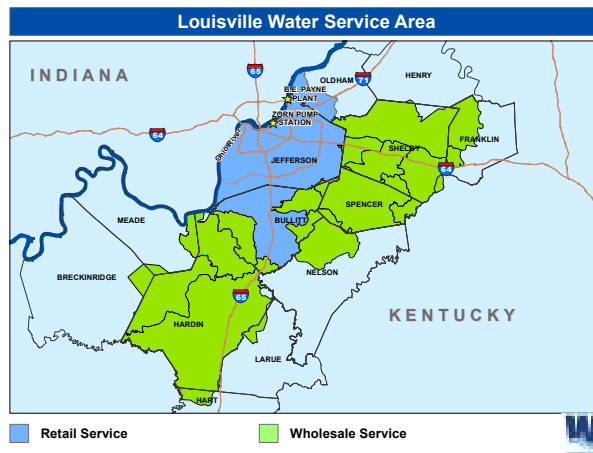 Louisville Water Service Area
INDIANA
65
OLDHAM
71
HENRY
B.E. PAYNE
PLANT
ZORN PUMP
STATION
64
Ohio River
FRANKLIN
SHELBY
JEFFERSON
64
SPENCER
MEADE
BULLITT
NELSON
BRECKINRIDGE
65
KENTUCKY
HARDIN
LARUE
HART
Retail Service
Wholesale Service
W